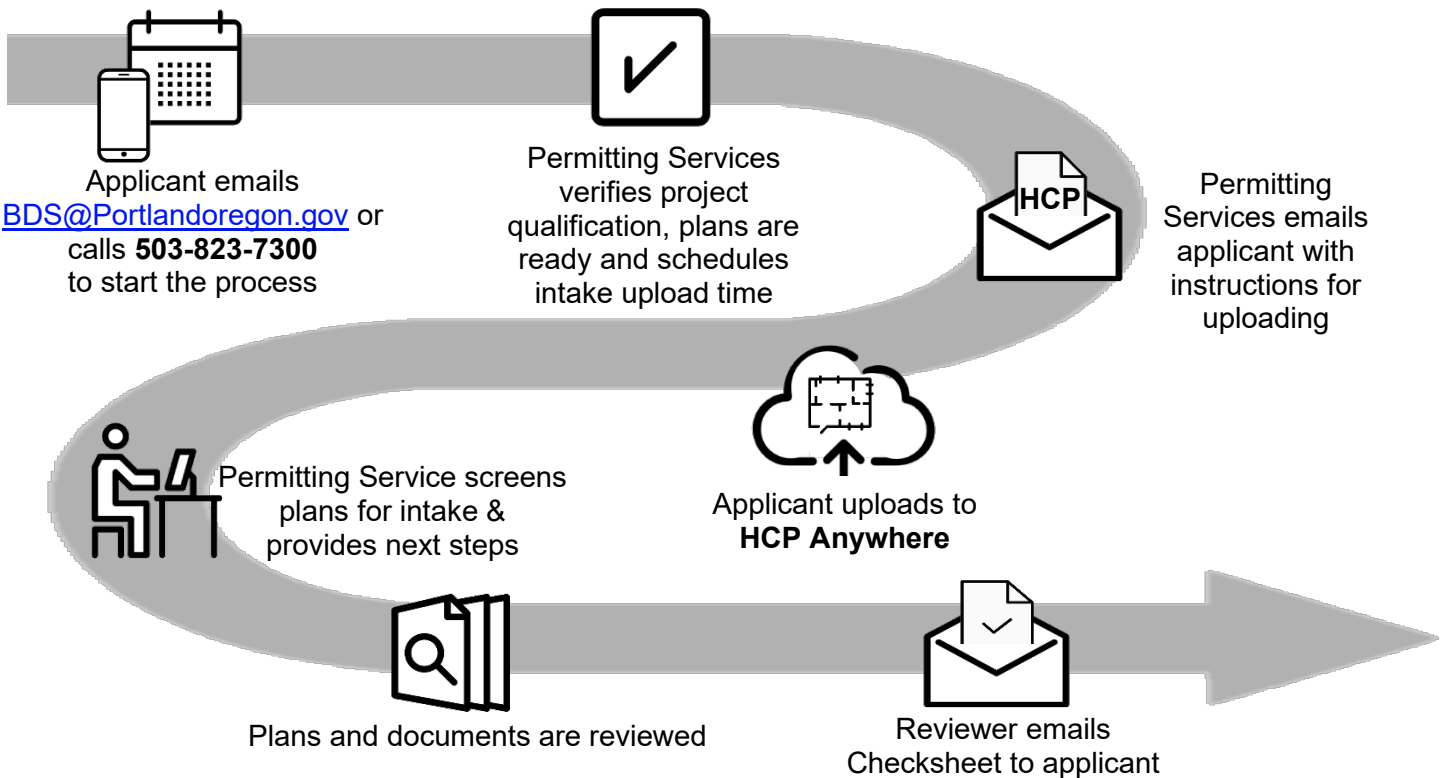 Applicant emails
BDS@Portlandoregon.gov or
calls 503-823-7300
to start the process
Permitting Services
verifies project
qualification, plans are
ready and schedules
intake upload time
HCP
Permitting
Services emails
applicant with
instructions for
uploading
Applicant uploads to
HCP Anywhere
Permitting Service screens
plans for intake &
provides next steps
Plans and documents are reviewed
Reviewer emails
Checksheet to applicant